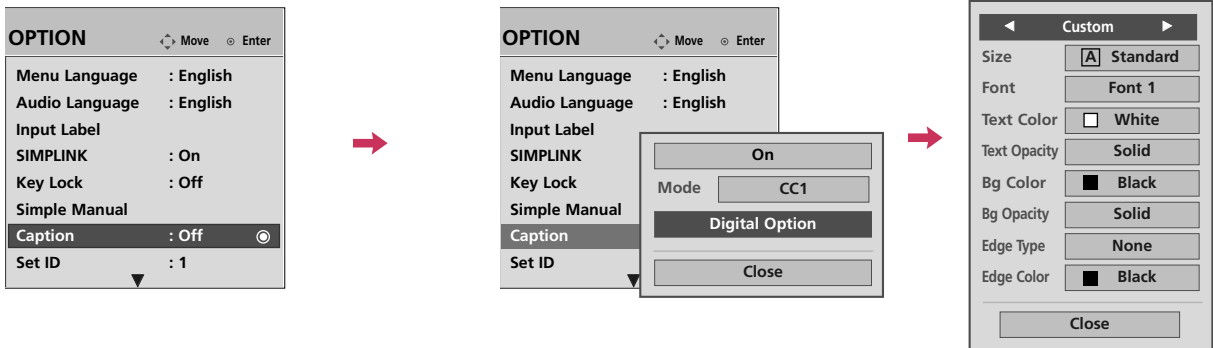 OPTION Move Enter
Menu Language : English
Audio Language : English
Input Label
SIMPLINK : On
Key Lock : Off
Simple Manual
Caption : Off
Set ID : 1
OPTION Move Enter
Menu Language : English
Audio Language : English
Input Label
SIMPLINK
Key Lock
Simple Manual
Caption
Set ID
On
Mode CC1
Digital Option
Close
Custom
Size A Standard
Font Font 1
Text Color White
Text Opacity Solid
Bg Color Black
Bg Opacity Solid
Edge Type None
Edge Color Black
Close